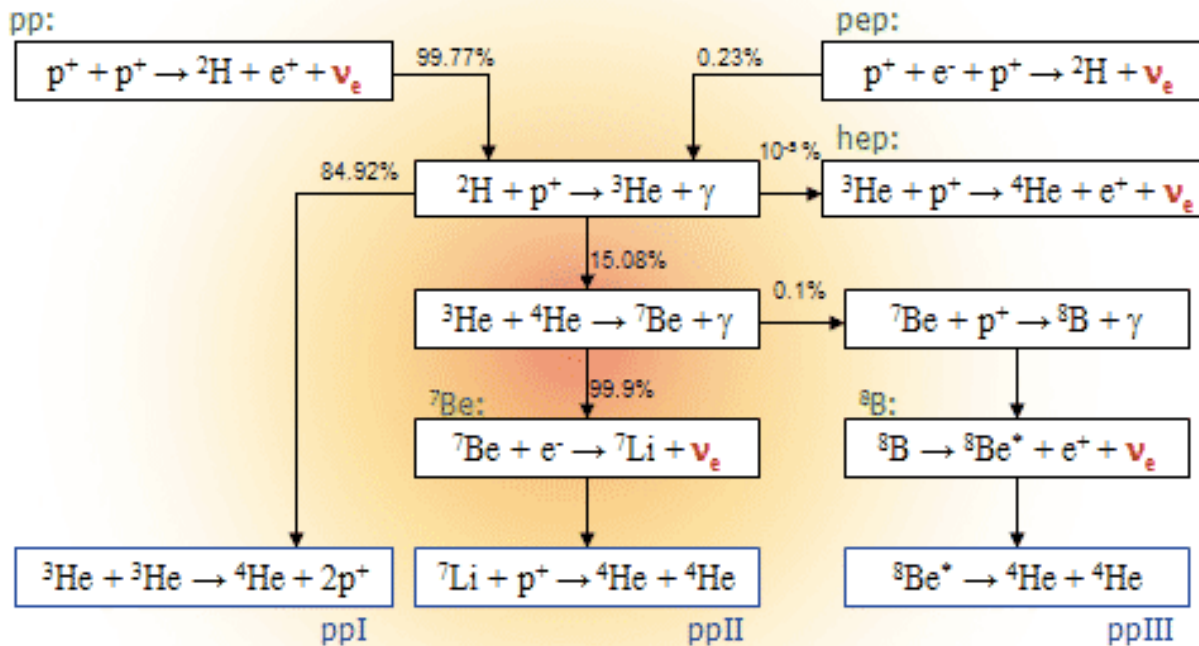 pp:
pep:
p⁺ + p⁺ → ²H + e⁺ + νₑ
99.77%
0.23%
p⁺ + e⁻ + p⁺ → ²H + νₑ
hep:
84.92%
²H + p⁺ → ³He + γ
10⁻⁵ %
³He + p⁺ → ⁴He + e⁺ + νₑ
15.08%
³He + ⁴He → ⁷Be + γ
0.1%
⁷Be + p⁺ → ⁸B + γ
⁷Be:
99.9%
⁸B:
⁷Be + e⁻ → ⁷Li + νₑ
⁸B → ⁸Be* + e⁺ + νₑ
³He + ³He → ⁴He + 2p⁺
⁷Li + p⁺ → ⁴He + ⁴He
⁸Be* → ⁴He + ⁴He
ppI
ppII
ppIII